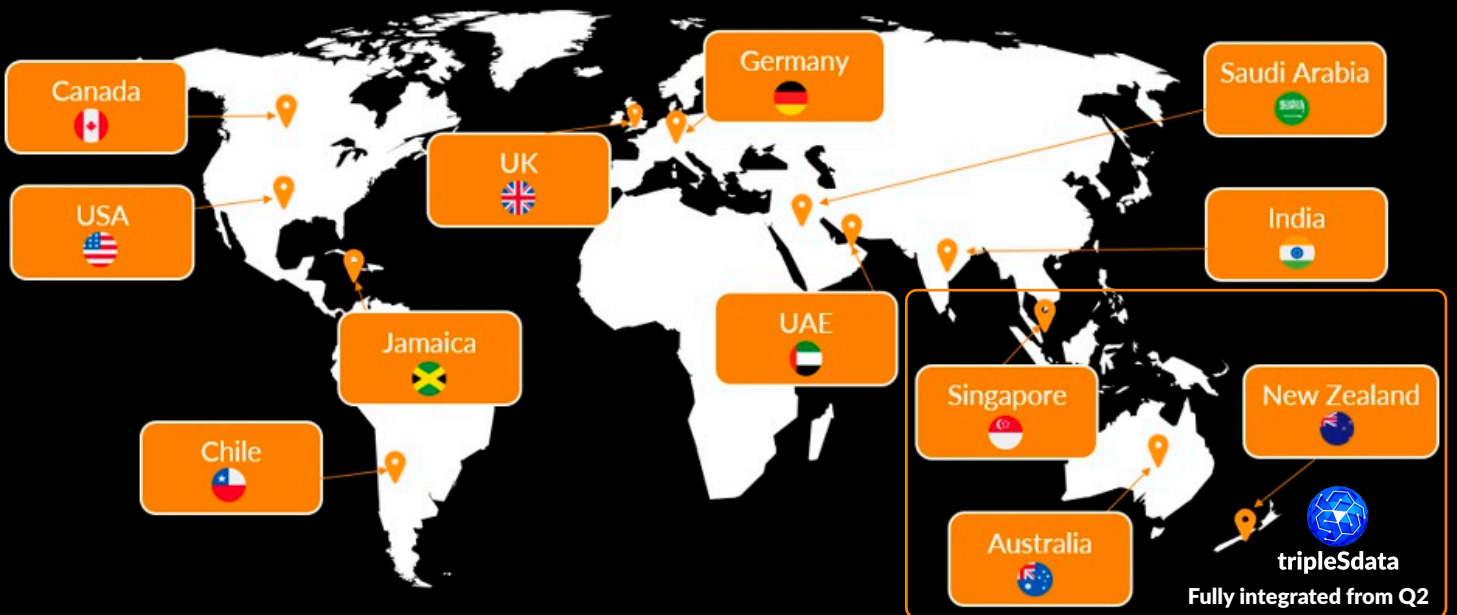 Canada
Germany
Saudi Arabia
UK
USA
India
Jamaica
UAE
Singapore
New Zealand
Chile
Australia
tripleSdata
Fully integrated from Q2